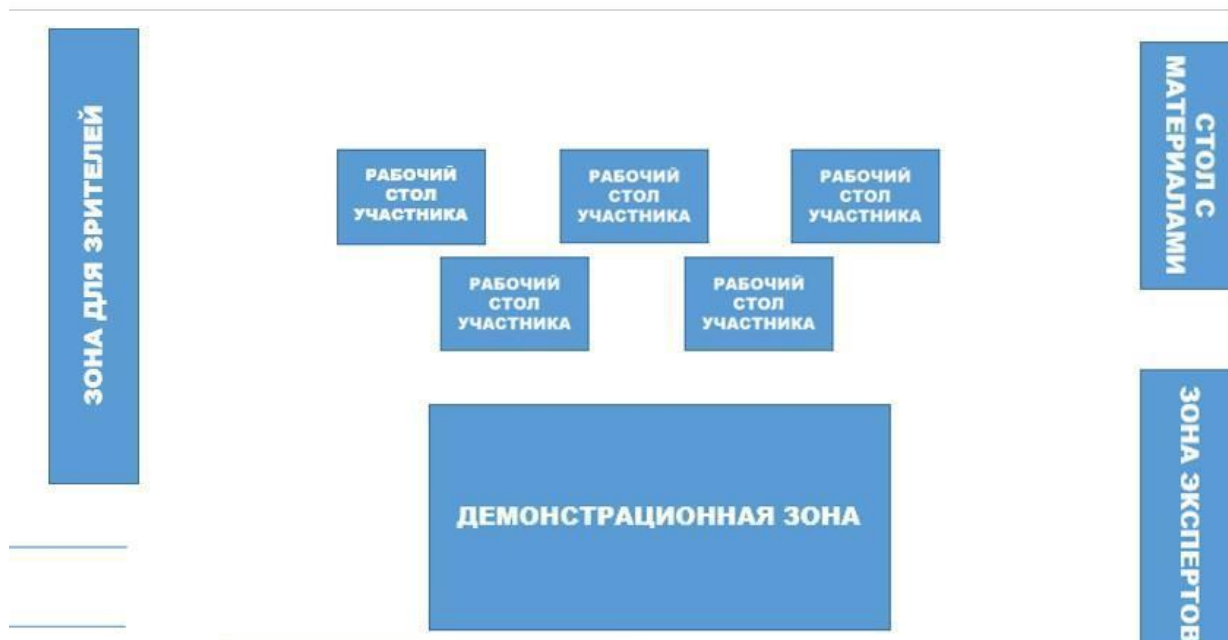 ЗОНА ДЛЯ ЗРИТЕЛЕЙ
РАБОЧИЙ
СТОЛ
УЧАСТНИКА
РАБОЧИЙ
СТОЛ
УЧАСТНИКА
РАБОЧИЙ
СТОЛ
УЧАСТНИКА
СТОЛ С
МАТЕРИАЛАМИ
РАБОЧИЙ
СТОЛ
УЧАСТНИКА
РАБОЧИЙ
СТОЛ
УЧАСТНИКА
ДЕМОНСТРАЦИОННАЯ ЗОНА
ЗОНА ЭКСПЕРТОВ